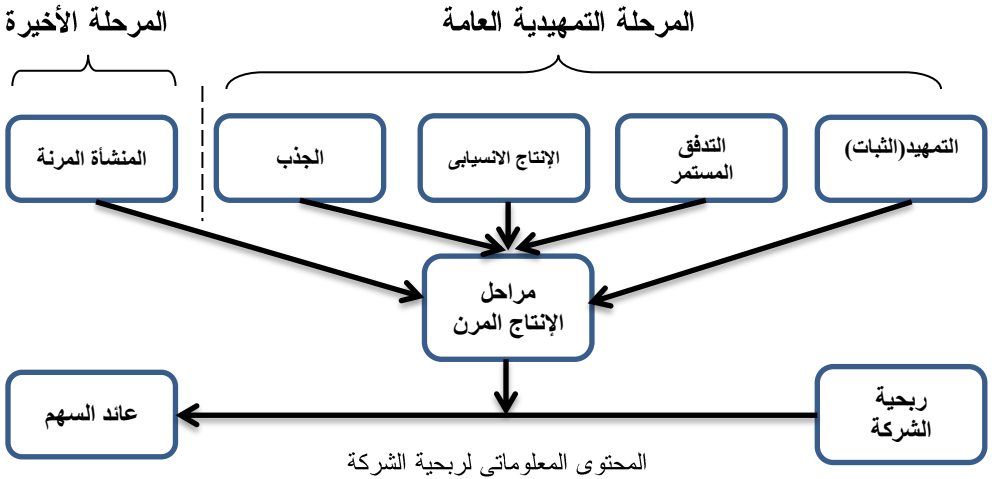 المرحلة التمهيدية العامة
المرحلة الأخيرة
التمهيد(الثبات)
التدفق
المستمر
الإنتاج الانسيابى
الجذب
المنشأة المرنة
مراحل
الإنتاج المرن
ربحية
الشركة
عائد السهم
المحتوى المعلوماتى لربحية الشركة